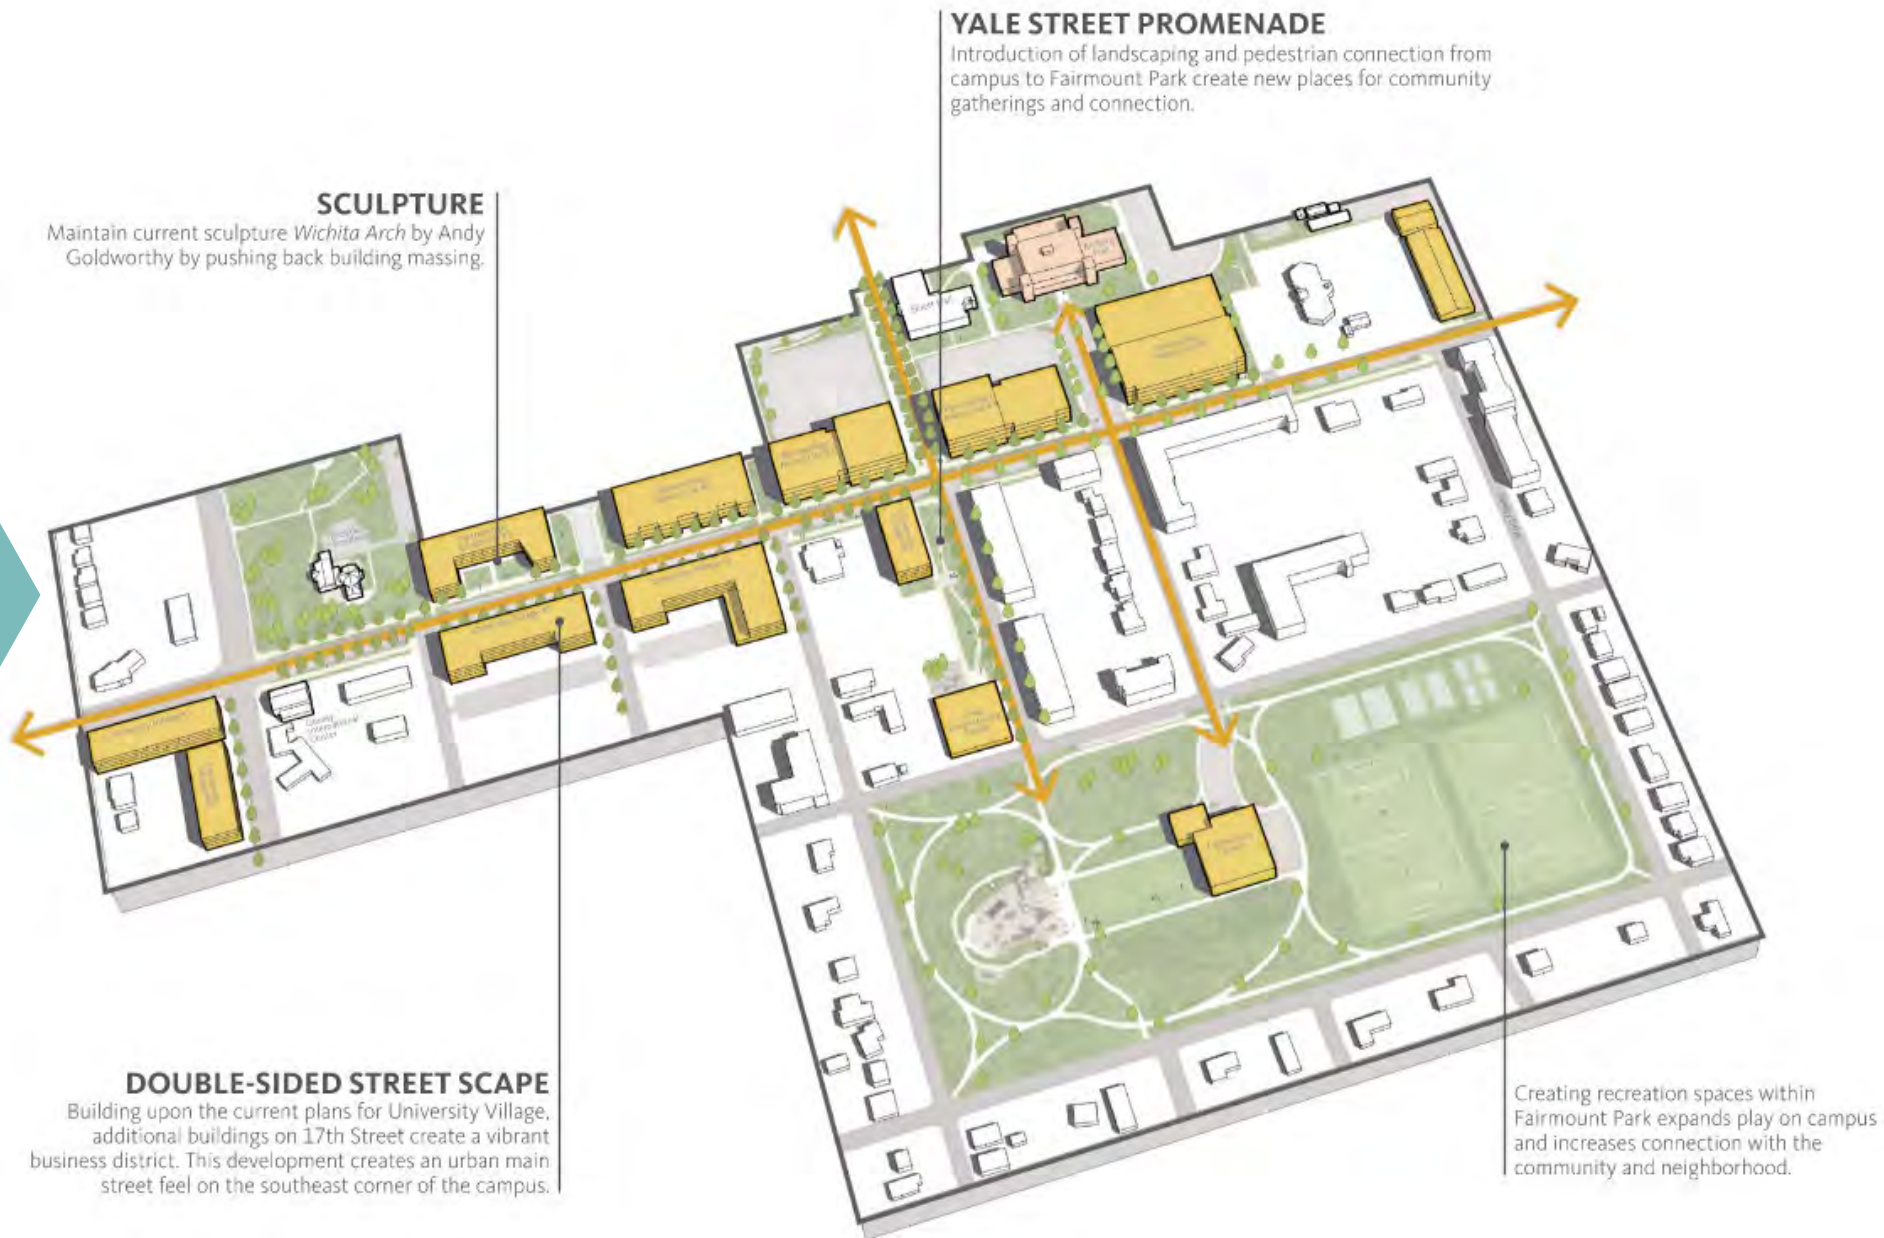 YALE STREET PROMENADE
Introduction of landscaping and pedestrian connection from
campus to Fairmount Park create new places for community
gatherings and connection.
SCULPTURE
Maintain current sculpture Wichita Arch by Andy
Goldworthy by pushing back building massing.
DOUBLE-SIDED STREET SCAPE
Building upon the current plans for University Village,
additional buildings on 17th Street create a vibrant
business district. This development creates an urban main
street feel on the southeast corner of the campus.
Creating recreation spaces within
Fairmount Park expands play on campus
and increases connection with the
community and neighborhood.
International
Center